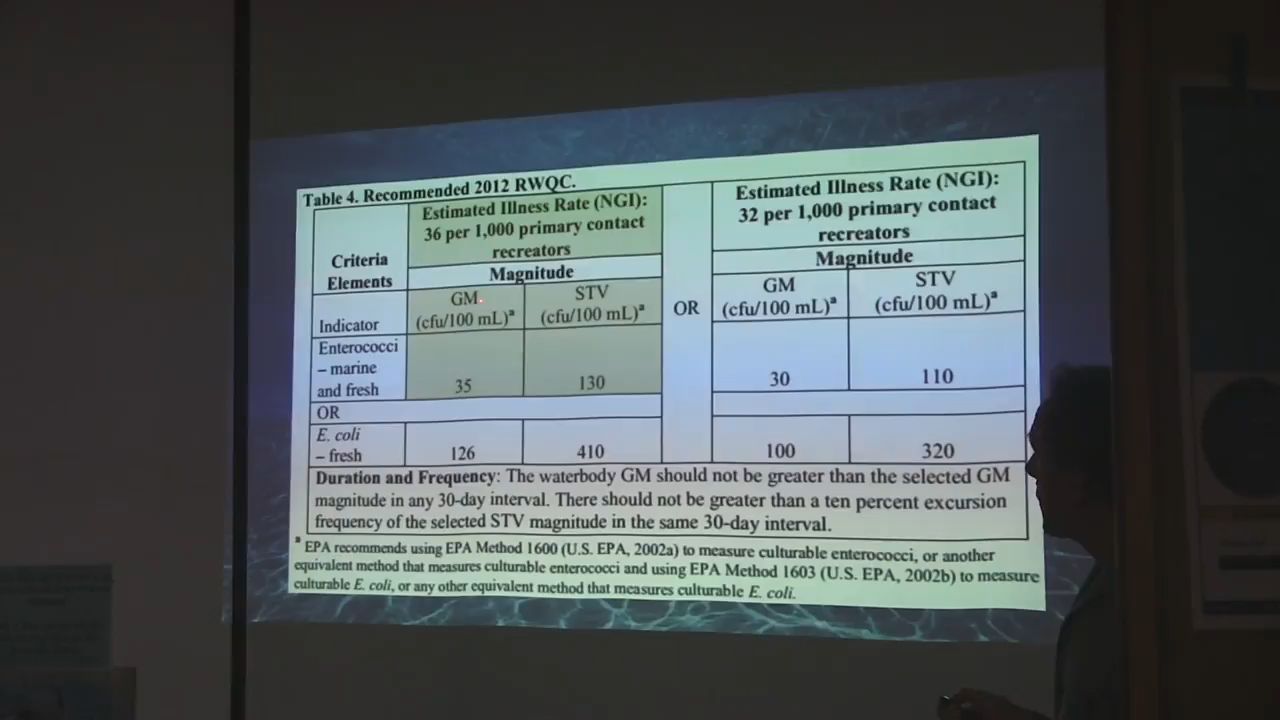 Table 4. Recommended 2012 RWQC.
Criteria
Elements
Estimated Illness Rate (NGI):
36 per 1,000 primary contact
recreators
Magnitude
OR
Estimated Illness Rate (NGI):
32 per 1,000 primary contact
recreators
Magnitude
Indicator
GM
(cfu/100 mL)ª
STV
(cfu/100 mL)ª
GM
(cfu/100 mL)ª
STV
(cfu/100 mL)ª
Enterococci
– marine
and fresh
35
130
30
110
OR
E. coli
– fresh
126
410
100
320
Duration and Frequency: The waterbody GM should not be greater than the selected GM
magnitude in any 30-day interval. There should not be greater than a ten percent excursion
frequency of the selected STV magnitude in the same 30-day interval.
ª EPA recommends using EPA Method 1600 (U.S. EPA, 2002a) to measure culturable enterococci, or another
equivalent method that measures culturable enterococci and using EPA Method 1603 (U.S. EPA, 2002b) to measure
culturable E. coli, or any other equivalent method that measures culturable E. coli.